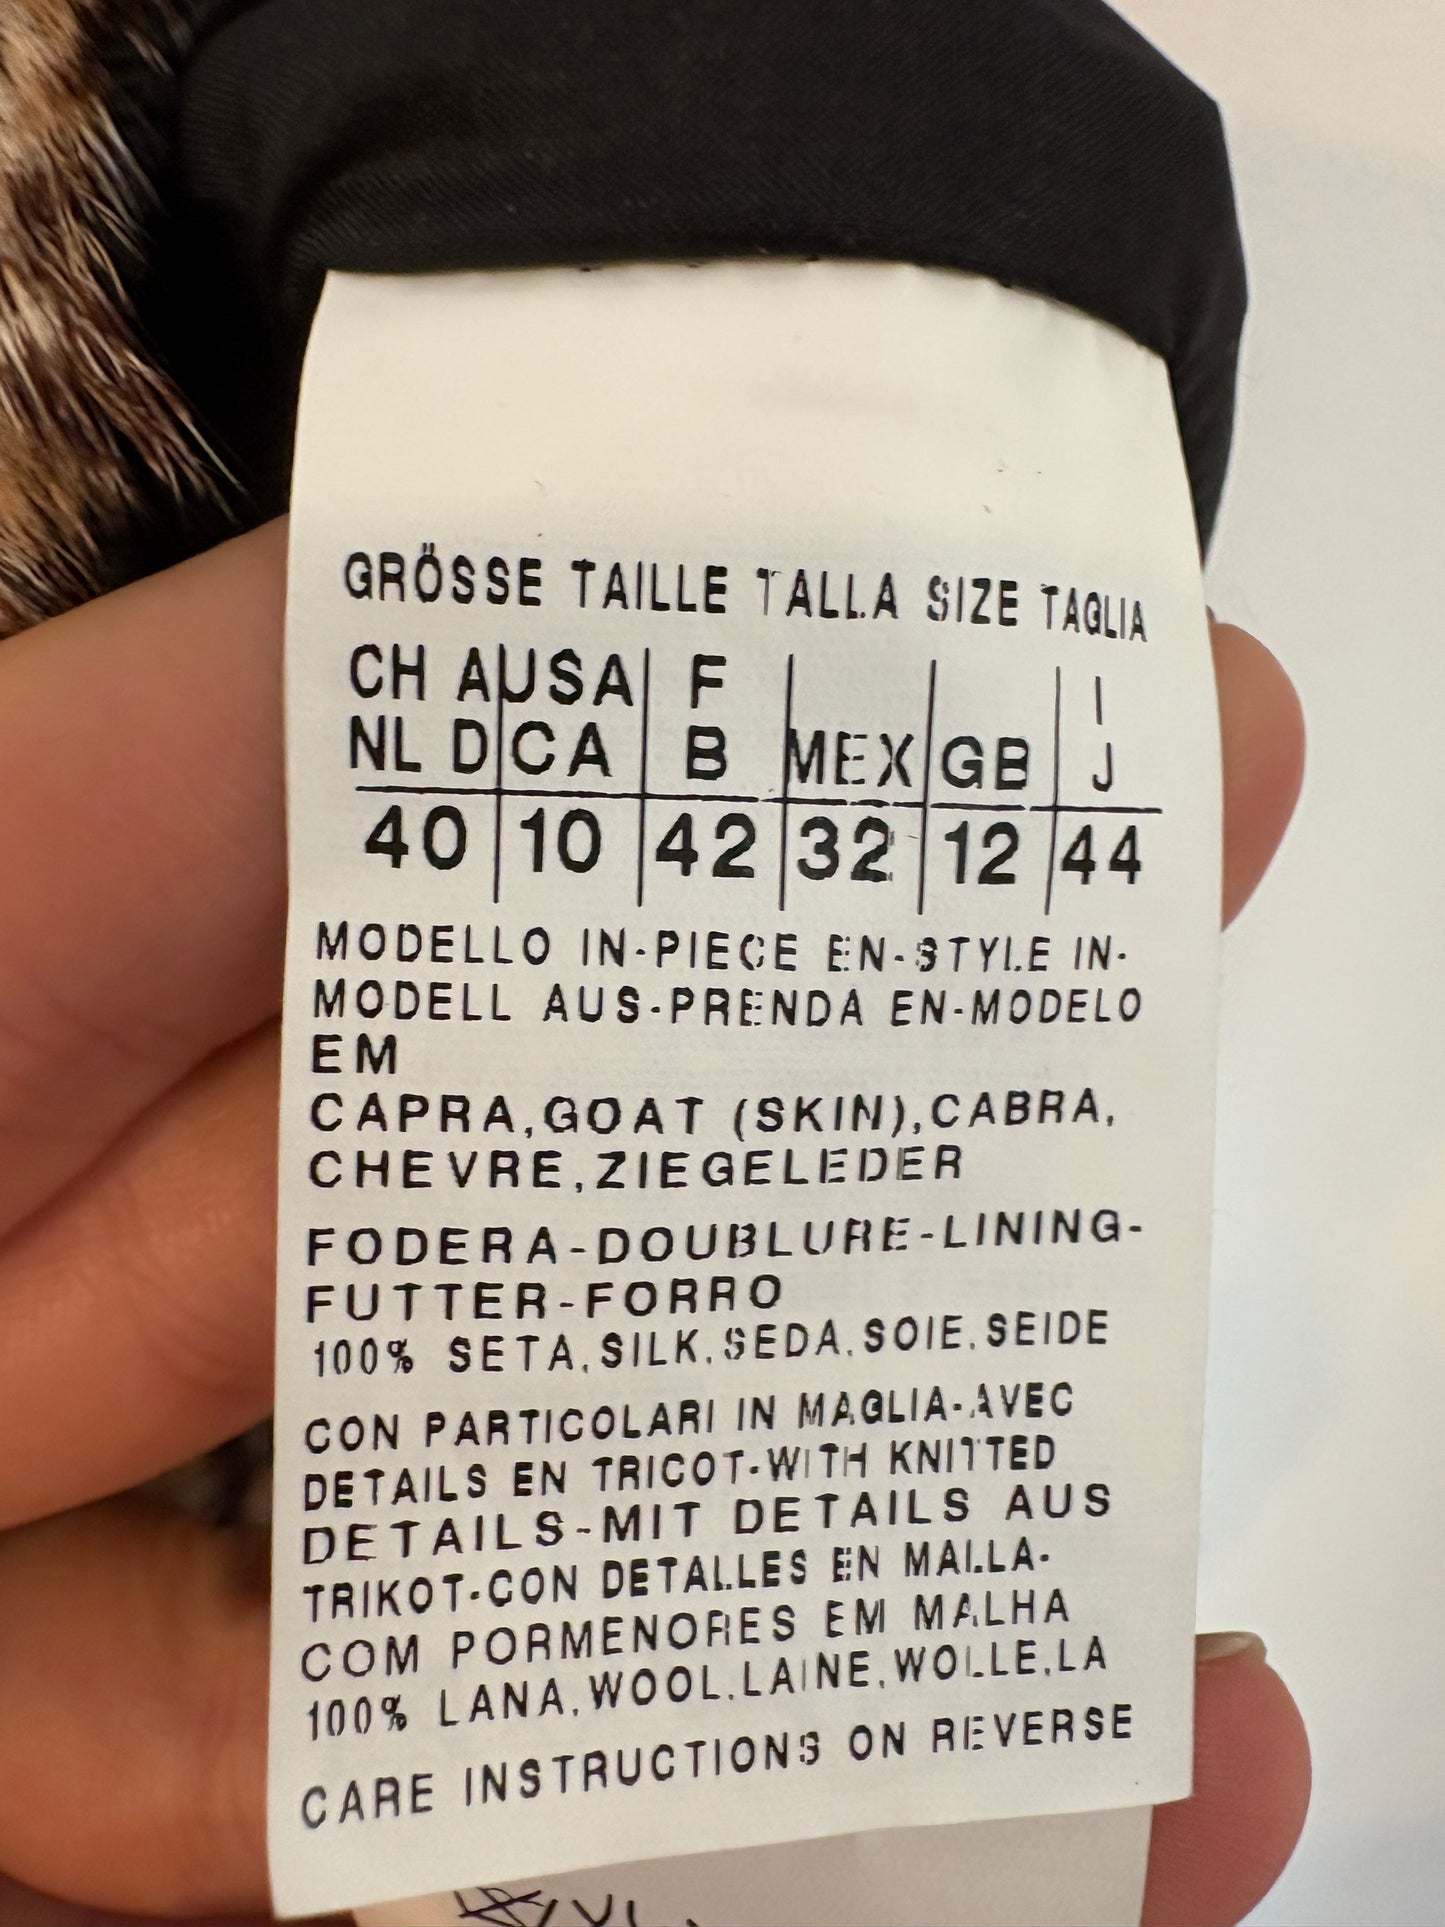 GRÖSSE TAILLE TALLA SIZE TAGLIA
CH A USA F I
NL D CA B MEX GB J
40 10 42 32 12 44
MODELLO IN-PIECE EN-STYLE IN-
MODELL AUS-PRENDA EN-MODELO
EM
CAPRA,GOAT (SKIN),CABRA,
CHEVRE,ZIEGELEDER
FODERA-DOUBLURE-LINING-
FUTTER-FORRO
100% SETA,SILK,SEDA,SOIE,SEIDE
CON PARTICOLARI IN MAGLIA-AVEC
DETAILS EN TRICOT-WITH KNITTED
DETAILS-MIT DETAILS AUS
TRIKOT-CON DETALLES EN MALLA-
COM PORMENORES EM MALHA
100% LANA,WOOL,LAINE,WOLLE,LA
CARE INSTRUCTIONS ON REVERSE